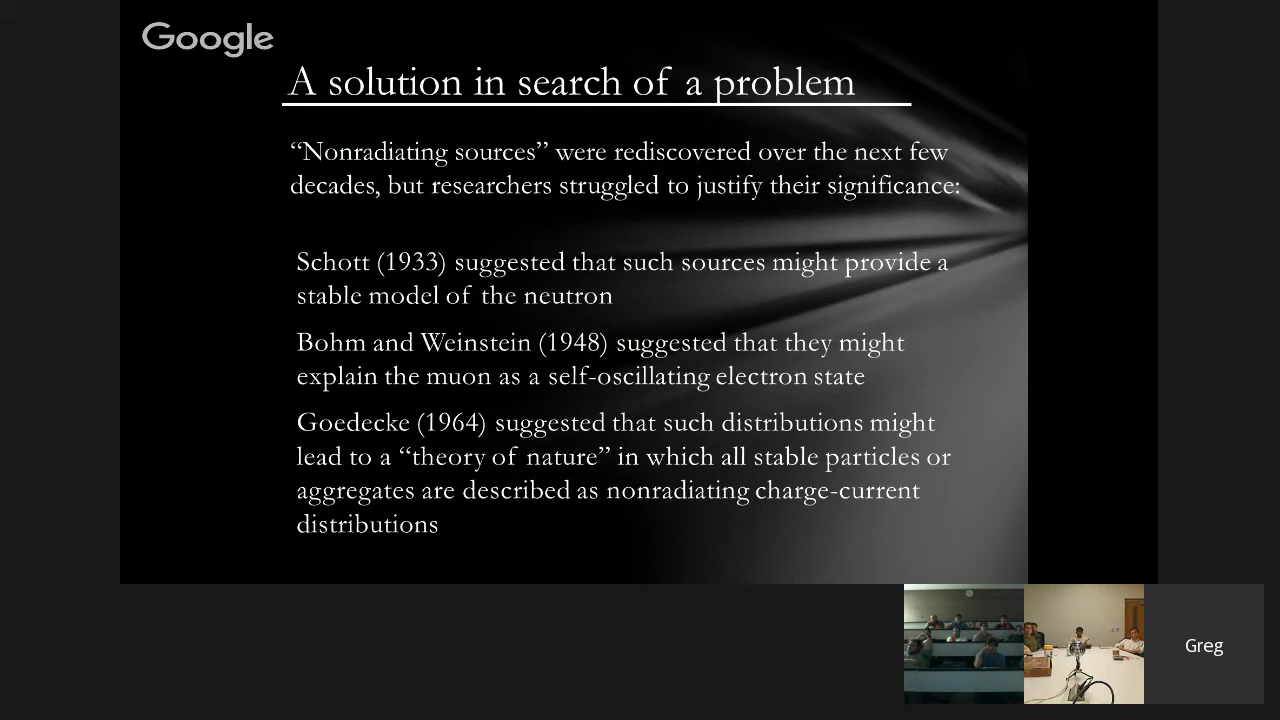 Google
A solution in search of a problem
“Nonradiating sources” were rediscovered over the next few
decades, but researchers struggled to justify their significance:
Schott (1933) suggested that such sources might provide a
stable model of the neutron
Bohm and Weinstein (1948) suggested that they might
explain the muon as a self-oscillating electron state
Goedecke (1964) suggested that such distributions might
lead to a “theory of nature” in which all stable particles or
aggregates are described as nonradiating charge-current
distributions
Greg